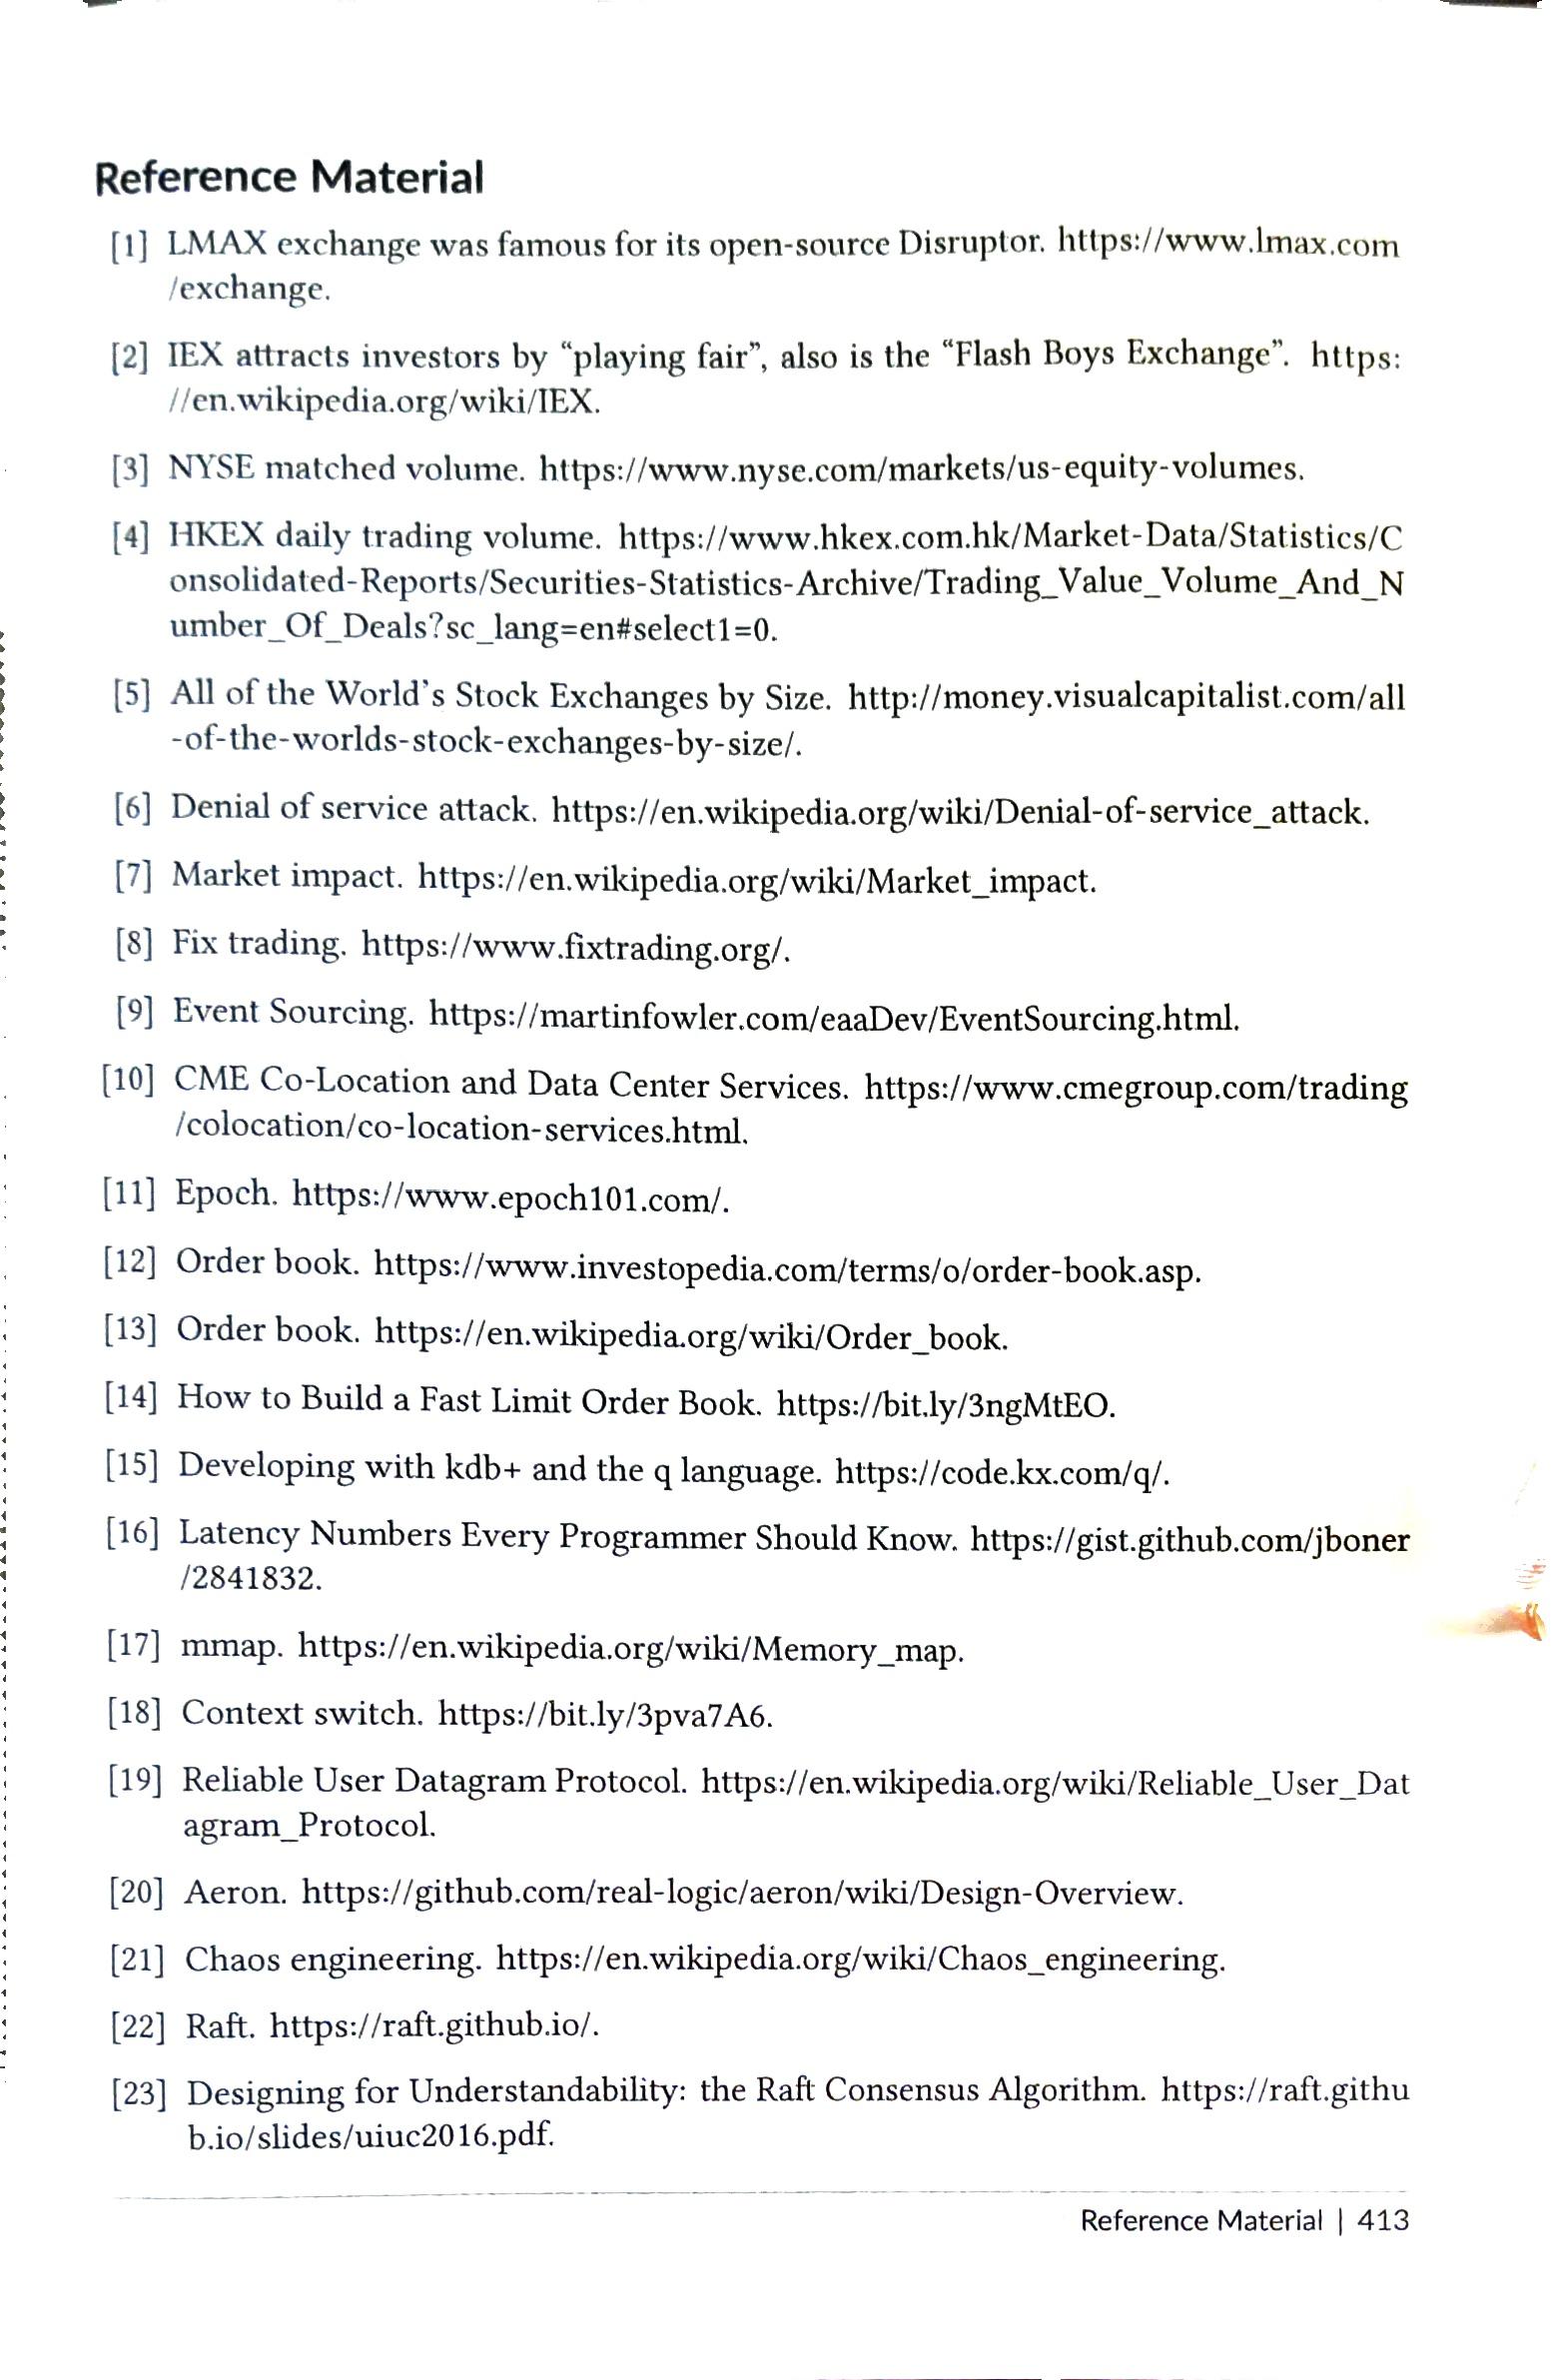 Reference Material
[1] LMAX exchange was famous for its open-source Disruptor. https://www.lmax.com
/exchange.
[2] IEX attracts investors by “playing fair”, also is the “Flash Boys Exchange”. https:
//en.wikipedia.org/wiki/IEX.
[3] NYSE matched volume. https://www.nyse.com/markets/us-equity-volumes.
[4] HKEX daily trading volume. https://www.hkex.com.hk/Market-Data/Statistics/C
onsolidated-Reports/Securities-Statistics-Archive/Trading_Value_Volume_And_N
umber_Of_Deals?sc_lang=en#select1=0.
[5] All of the World's Stock Exchanges by Size. http://money.visualcapitalist.com/all
-of-the-worlds-stock-exchanges-by-size/.
[6] Denial of service attack. https://en.wikipedia.org/wiki/Denial-of-service_attack.
[7] Market impact. https://en.wikipedia.org/wiki/Market_impact.
[8] Fix trading. https://www.fixtrading.org/.
[9] Event Sourcing. https://martinfowler.com/eaaDev/EventSourcing.html.
[10] CME Co-Location and Data Center Services. https://www.cmegroup.com/trading
/colocation/co-location-services.html.
[11] Epoch. https://www.epoch101.com/.
[12] Order book. https://www.investopedia.com/terms/o/order-book.asp.
[13] Order book. https://en.wikipedia.org/wiki/Order_book.
[14] How to Build a Fast Limit Order Book. https://bit.ly/3ngMtEO.
[15] Developing with kdb+ and the q language. https://code.kx.com/q/.
[16] Latency Numbers Every Programmer Should Know. https://gist.github.com/jboner
/2841832.
[17] mmap. https://en.wikipedia.org/wiki/Memory_map.
[18] Context switch. https://bit.ly/3pva7A6.
[19] Reliable User Datagram Protocol. https://en.wikipedia.org/wiki/Reliable_User_Dat
agram_Protocol.
[20] Aeron. https://github.com/real-logic/aeron/wiki/Design-Overview.
[21] Chaos engineering. https://en.wikipedia.org/wiki/Chaos_engineering.
[22] Raft. https://raft.github.io/.
[23] Designing for Understandability: the Raft Consensus Algorithm. https://raft.githu
b.io/slides/uiuc2016.pdf.
Reference Material | 413